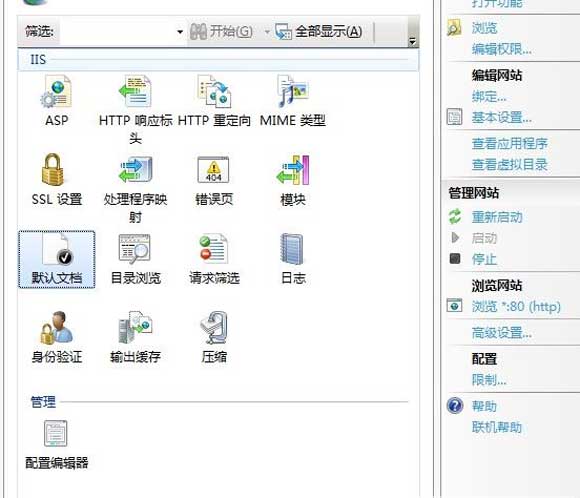 筛选: 开始(G) 全部显示(A)
IIS
ASP HTTP 响应标头 HTTP 重定向 MIME 类型
SSL 设置 处理程序映射 错误页 模块
404
默认文档 目录浏览 请求筛选 日志
身份验证 输出缓存 压缩
管理
配置编辑器
打开功能
浏览
编辑权限...
编辑网站
绑定...
基本设置...
查看应用程序
查看虚拟目录
管理网站
重新启动
启动
停止
浏览网站
浏览 *:80 (http)
高级设置...
配置
限制...
帮助
联机帮助